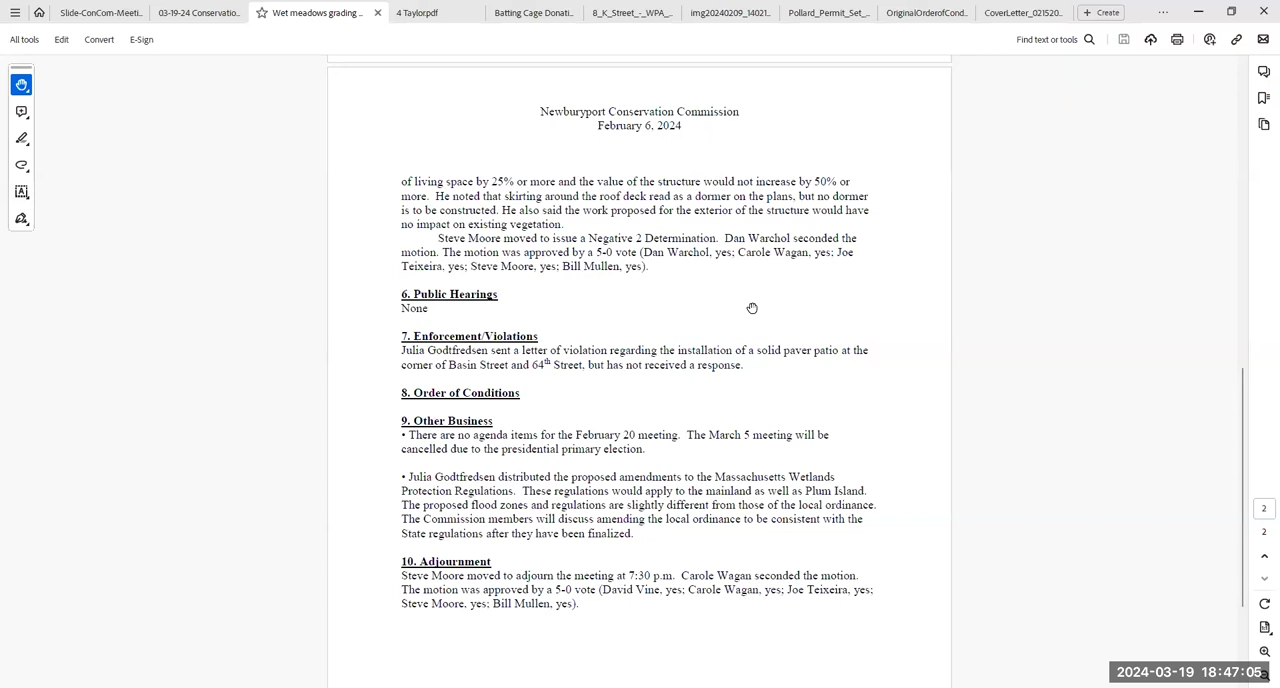 Slide-ConCom-Meeti...
03-19-24 Conservatio...
Wet meadows grading ...
4 Taylor.pdf
Batting Cage Donati...
8_K_Street_-_WPA_...
img20240209_14021...
Pollard_Permit_Set_...
OriginalOrderofCond...
CoverLetter_021520...
+ Create
All tools
Edit
Convert
E-Sign
Find text or tools
Newburyport Conservation Commission
February 6, 2024
of living space by 25% or more and the value of the structure would not increase by 50% or
more. He noted that skirting around the roof deck read as a dormer on the plans, but no dormer
is to be constructed. He also said the work proposed for the exterior of the structure would have
no impact on existing vegetation.
Steve Moore moved to issue a Negative 2 Determination. Dan Warchol seconded the
motion. The motion was approved by a 5-0 vote (Dan Warchol, yes; Carole Wagan, yes; Joe
Teixeira, yes; Steve Moore, yes; Bill Mullen, yes).
6. Public Hearings
None
7. Enforcement/Violations
Julia Godtfredsen sent a letter of violation regarding the installation of a solid paver patio at the
corner of Basin Street and 64th Street, but has not received a response.
8. Order of Conditions
9. Other Business
• There are no agenda items for the February 20 meeting. The March 5 meeting will be
cancelled due to the presidential primary election.
• Julia Godtfredsen distributed the proposed amendments to the Massachusetts Wetlands
Protection Regulations. These regulations would apply to the mainland as well as Plum Island.
The proposed flood zones and regulations are slightly different from those of the local ordinance.
The Commission members will discuss amending the local ordinance to be consistent with the
State regulations after they have been finalized.
10. Adjournment
Steve Moore moved to adjourn the meeting at 7:30 p.m. Carole Wagan seconded the motion.
The motion was approved by a 5-0 vote (David Vine, yes; Carole Wagan, yes; Joe Teixeira, yes;
Steve Moore, yes; Bill Mullen, yes).
2
2
2024-03-19 18:47:05